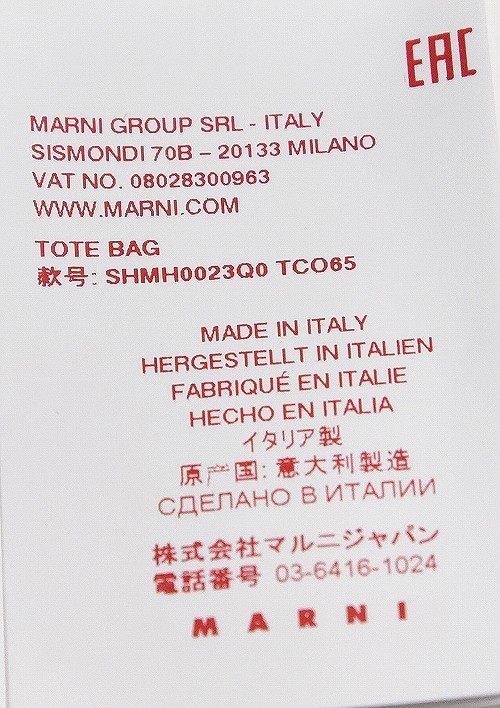 EAC
MARNI GROUP SRL - ITALY
SISMONDI 70B – 20133 MILANO
VAT NO. 08028300963
WWW.MARNI.COM
TOTE BAG
款号: SHMH0023Q0 TCO65
MADE IN ITALY
HERGESTELLT IN ITALIEN
FABRIQUÉ EN ITALIE
HECHO EN ITALIA
イタリア製
原产国: 意大利製造
СДЕЛАНО В ИТАЛИИ
株式会社マルニジャパン
電話番号 03-6416-1024
MARNI